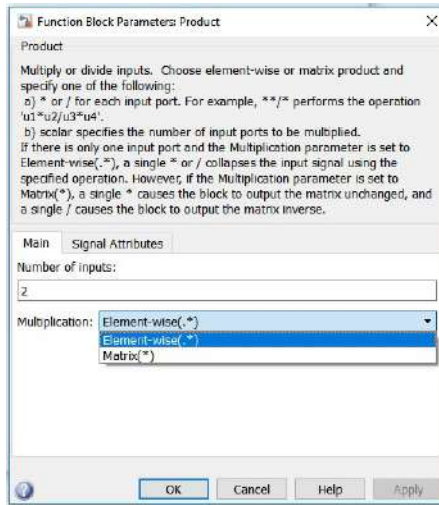 Function Block Parameters: Product
Product
Multiply or divide inputs. Choose element-wise or matrix product and
specify one of the following:
a) * or / for each input port. For example, **/* performs the operation
'u1*u2/u3*u4'.
b) scalar specifies the number of input ports to be multiplied.
If there is only one input port and the Multiplication parameter is set to
Element-wise(.*), a single * or / collapses the input signal using the
specified operation. However, if the Multiplication parameter is set to
Matrix(*), a single * causes the block to output the matrix unchanged, and
a single / causes the block to output the matrix inverse.
Main Signal Attributes
Number of inputs:
2
Multiplication: Element-wise(.*)
Element-wise(.*)
Matrix(*)
OK Cancel Help Apply